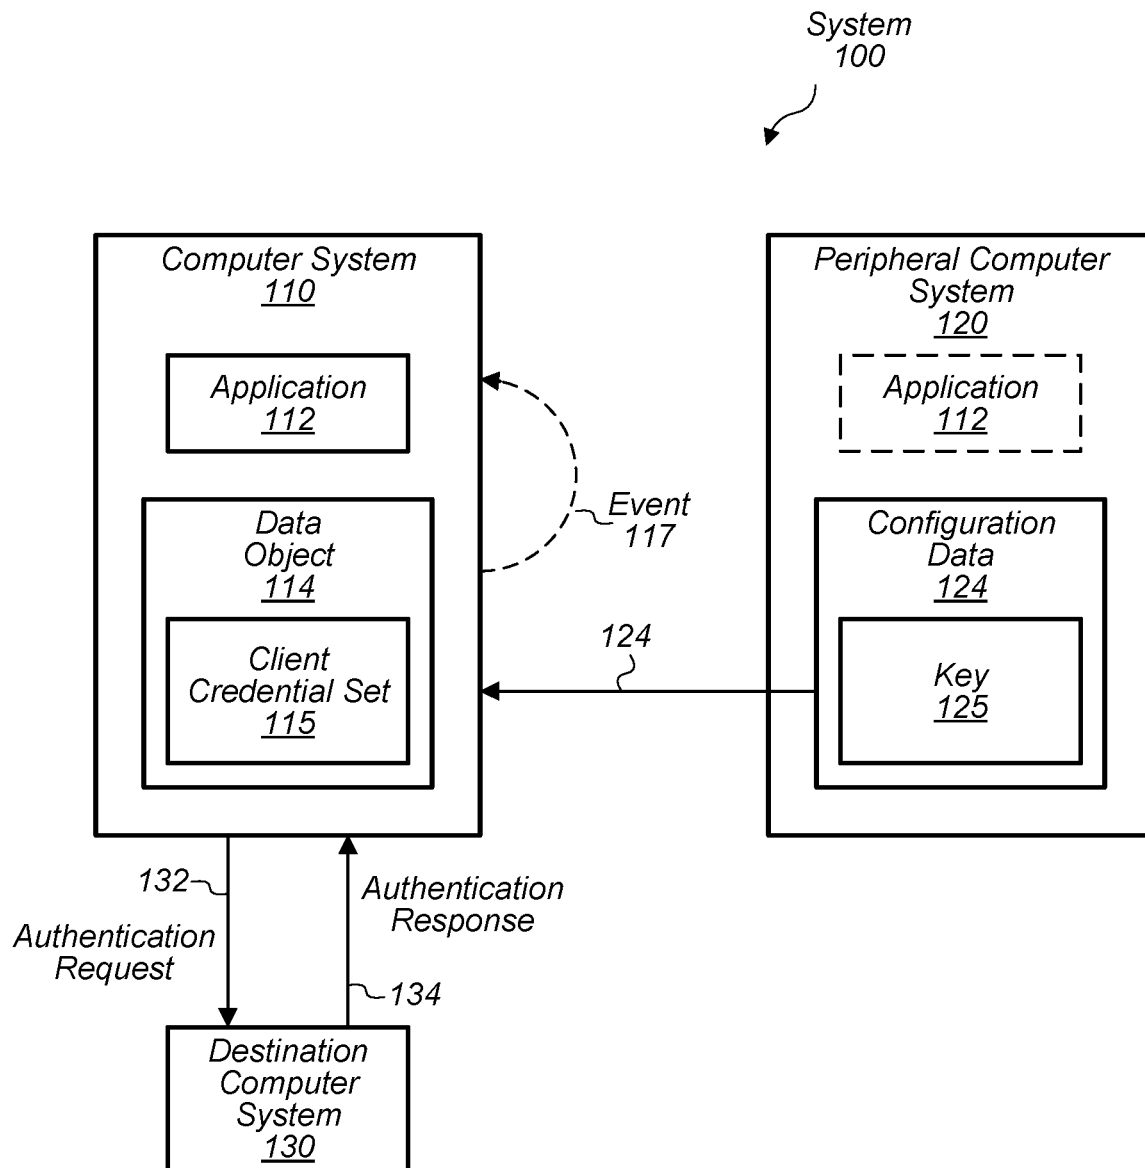 System
100
Computer System
110
Application
112
Data
Object
114
Client
Credential Set
115
Event
117
Peripheral Computer
System
120
Application
112
Configuration
Data
124
Key
125
124
132
Authentication
Request
Authentication
Response
134
Destination
Computer
System
130